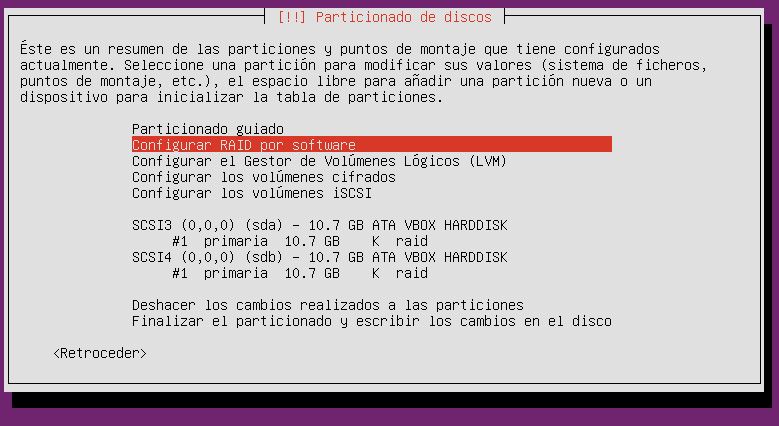 [!!] Particionado de discos
Éste es un resumen de las particiones y puntos de montaje que tiene configurados
actualmente. Seleccione una partición para modificar sus valores (sistema de ficheros,
puntos de montaje, etc.), el espacio libre para añadir una partición nueva o un
dispositivo para inicializar la tabla de particiones.
Particionado guiado
Configurar RAID por software
Configurar el Gestor de Volúmenes Lógicos (LVM)
Configurar los volúmenes cifrados
Configurar los volúmenes iSCSI
SCSI3 (0,0,0) (sda) - 10.7 GB ATA VBOX HARDDISK
#1 primaria 10.7 GB K raid
SCSI4 (0,0,0) (sdb) - 10.7 GB ATA VBOX HARDDISK
#1 primaria 10.7 GB K raid
Deshacer los cambios realizados a las particiones
Finalizar el particionado y escribir los cambios en el disco
<Retroceder>